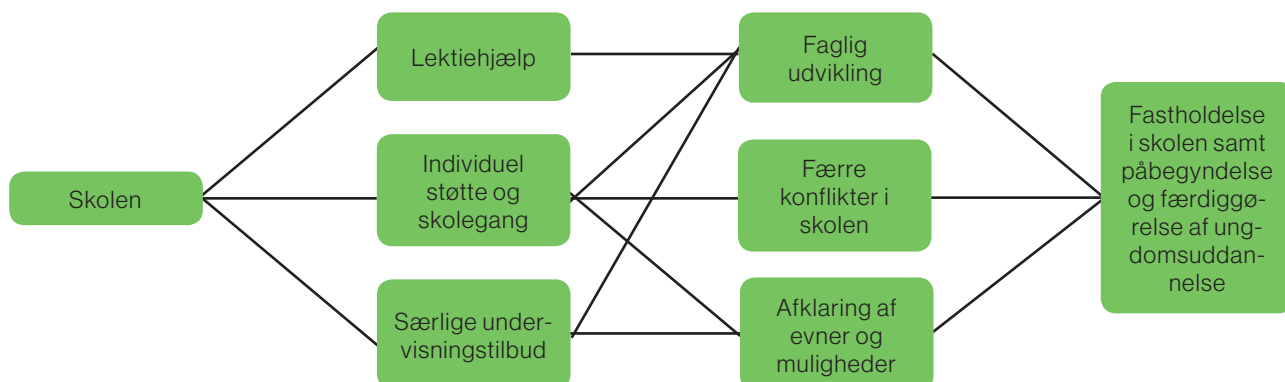 Skolen
Lektiehjælp
Individuel
støtte og
skolegang
Særlige under-
visningstilbud
Faglig
udvikling
Færre
konflikter i
skolen
Afklaring af
evner og
muligheder
Fastholdelse
i skolen samt
påbegyndelse
og færdiggø-
relse af ung-
domsuddan-
nelse